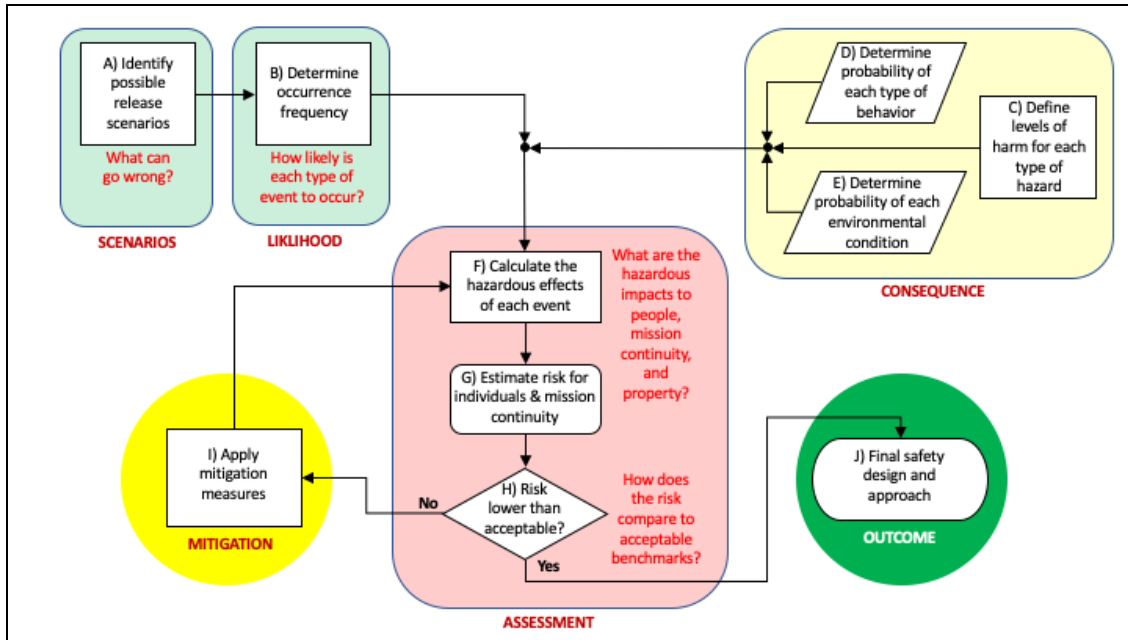 A) Identify
possible
release
scenarios
What can
go wrong?
SCENARIOS
B) Determine
occurrence
frequency
How likely is
each type of
event to occur?
LIKLIHOOD
D) Determine
probability of
each type of
behavior
C) Define
levels of
harm for each
type of
hazard
E) Determine
probability of each
environmental
condition
CONSEQUENCE
F) Calculate the
hazardous effects
of each event
What are the
hazardous
impacts to
people,
mission
continuity,
and
property?
G) Estimate risk for
individuals & mission
continuity
H) Risk
lower than
acceptable?
How does
the risk
compare to
acceptable
benchmarks?
No
Yes
ASSESSMENT
I) Apply
mitigation
measures
MITIGATION
J) Final safety
design and
approach
OUTCOME